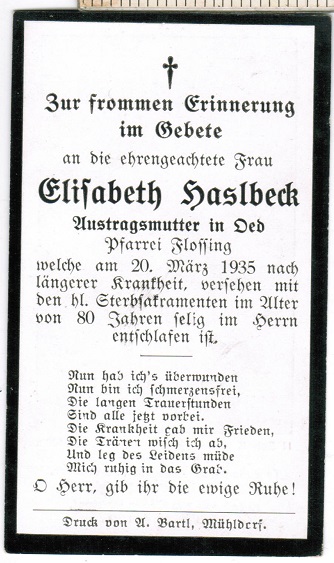 Zur frommen Erinnerung
im Gebete
an die ehrengeachtete Frau
Elisabeth Haslbeck
Austragsmutter in Oed
Pfarrei Flossing
welche am 20. März 1935 nach
längerer Krankheit, versehen mit
den hl. Sterbsakramenten im Alter
von 80 Jahren selig im Herrn
entschlafen ist.
Nun hab ich's überwunden
Nun bin ich schmerzensfrei,
Die langen Trauerstunden
Sind alle jetzt vorbei.
Die Krankheit gab mir Frieden,
Die Tränen wisch ich ab,
Und leg des Leidens müde
Mich ruhig in das Grab.
O Herr, gib ihr die ewige Ruhe!
Druck von A. Bartl, Mühldorf.